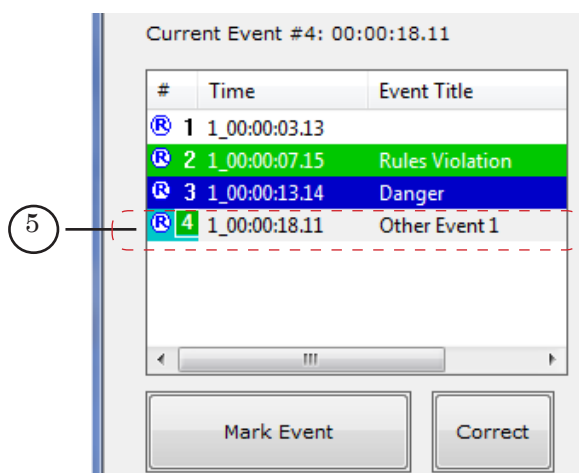 Current Event #4: 00:00:18.11
# Time Event Title
® 1 1_00:00:03.13
® 2 1_00:00:07.15 Rules Violation
® 3 1_00:00:13.14 Danger
5 ® 4 1_00:00:18.11 Other Event 1
Mark Event Correct